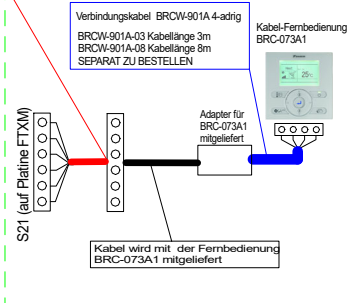 Verbindungskabel BRCW-901A 4-adrig
BRCW-901A-03 Kabellänge 3m
BRCW-901A-08 Kabellänge 8m
SEPARAT ZU BESTELLEN
Kabel-Fernbedienung
BRC-073A1
Adapter für
BRC-073A1
mitgeliefert
S21 (auf Platine FTXM)
Kabel wird mit der Fernbedienung
BRC-073A1 mitgeliefert